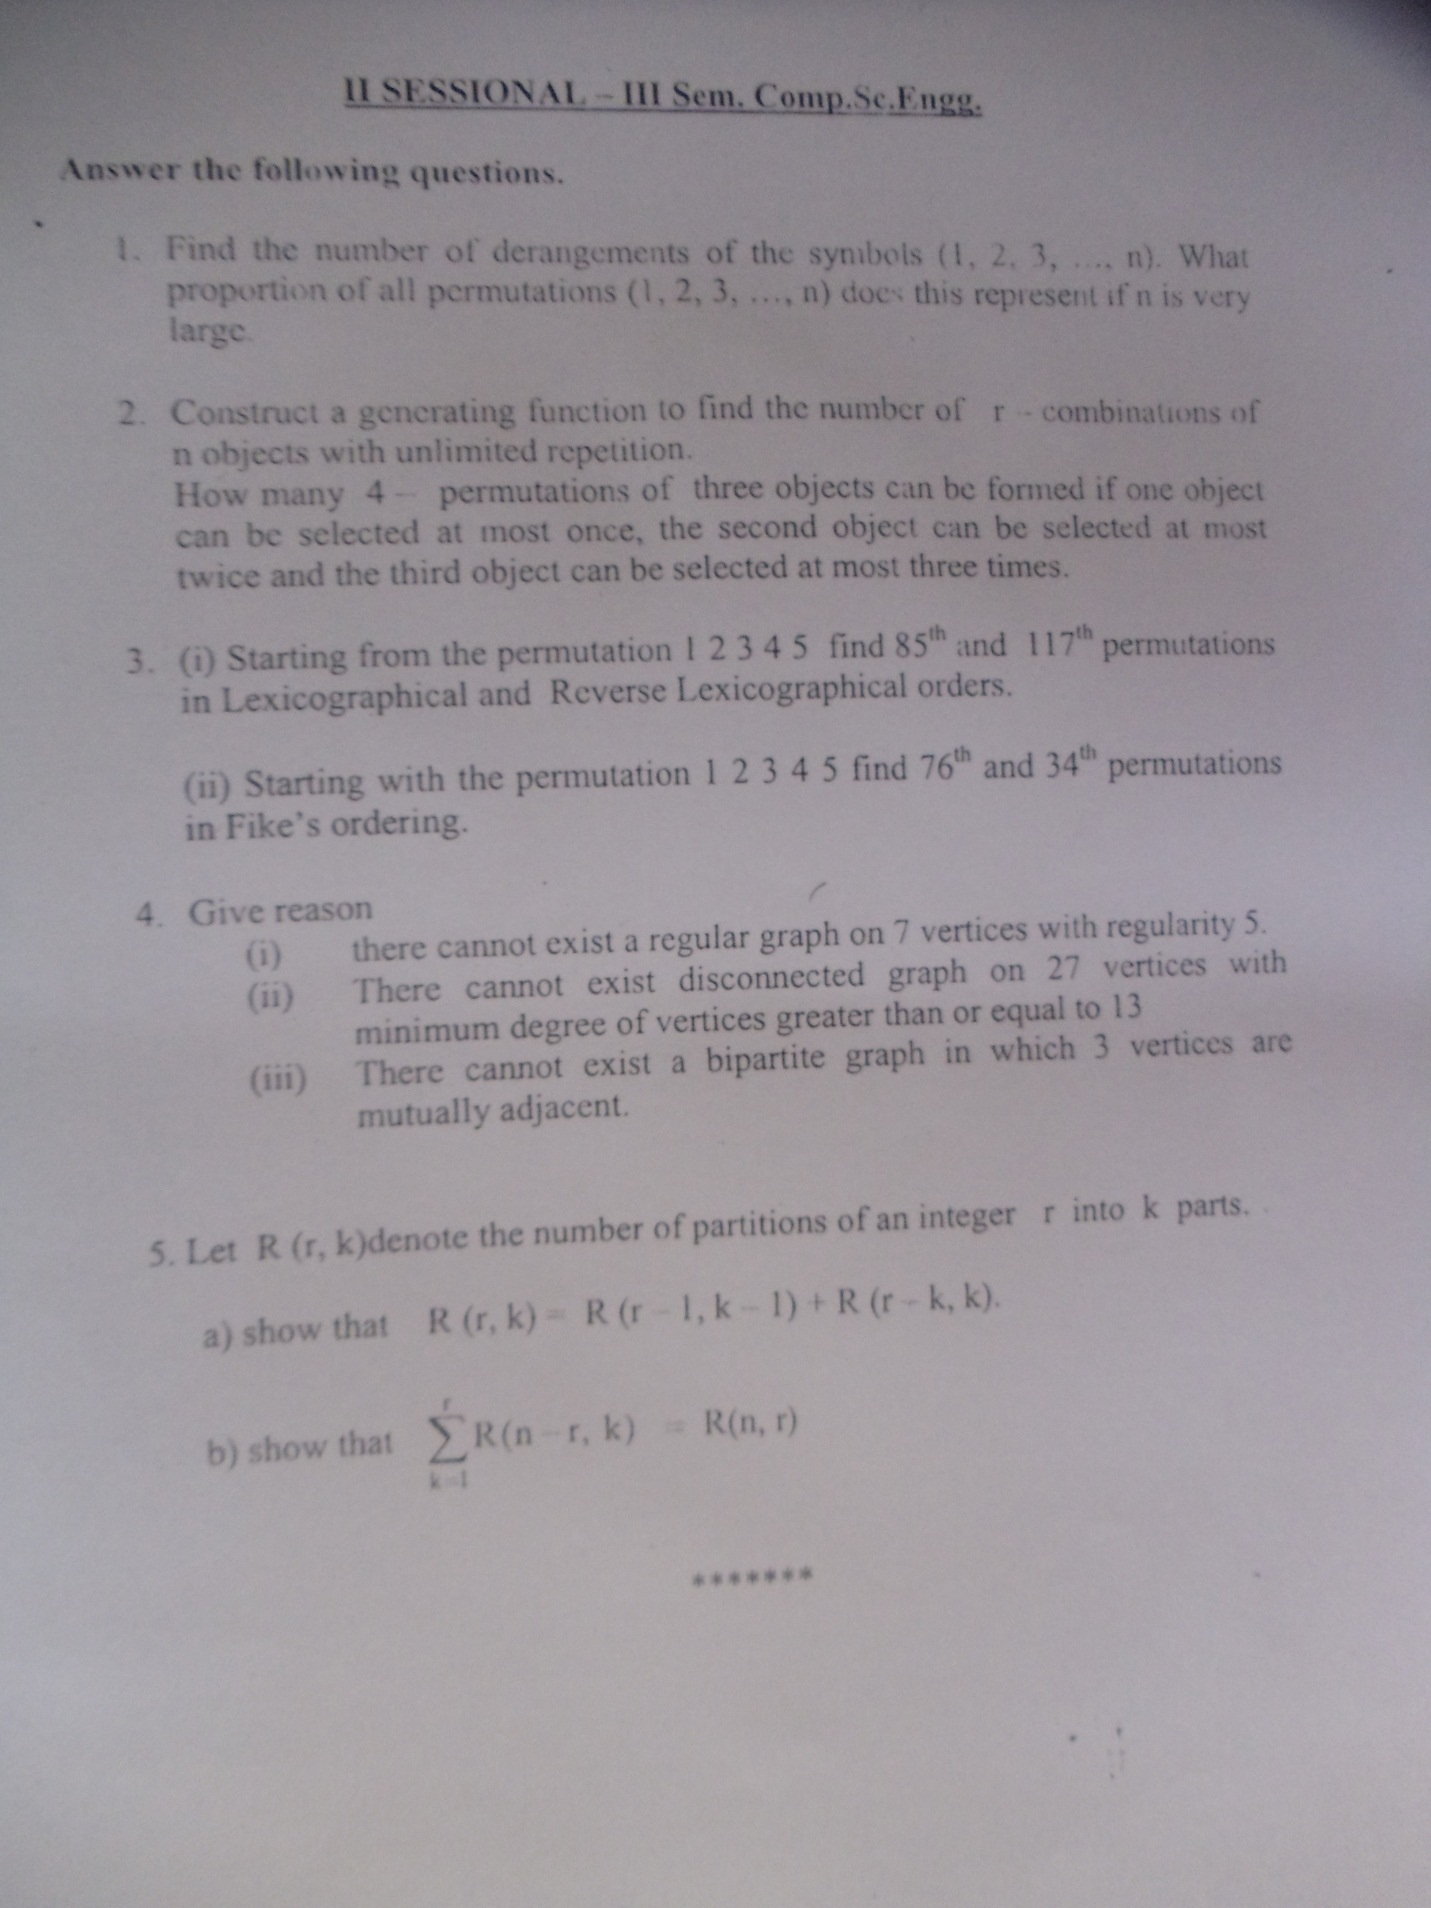 II SESSIONAL – III Sem. Comp.Sc.Engg.
Answer the following questions.
1. Find the number of derangements of the symbols (1, 2, 3, ...., n). What
proportion of all permutations (1, 2, 3, ..., n) does this represent if n is very
large.
2. Construct a generating function to find the number of r - combinations of
n objects with unlimited repetition.
How many 4 – permutations of three objects can be formed if one object
can be selected at most once, the second object can be selected at most
twice and the third object can be selected at most three times.
3. (i) Starting from the permutation 1 2 3 4 5 find 85th and 117th permutations
in Lexicographical and Reverse Lexicographical orders.
(ii) Starting with the permutation 1 2 3 4 5 find 76th and 34th permutations
in Fike's ordering.
4. Give reason
(i) there cannot exist a regular graph on 7 vertices with regularity 5.
(ii) There cannot exist disconnected graph on 27 vertices with
minimum degree of vertices greater than or equal to 13
(iii) There cannot exist a bipartite graph in which 3 vertices are
mutually adjacent.
5. Let R (r, k)denote the number of partitions of an integer r into k parts.
a) show that R (r, k) = R (r – 1, k – 1) + R (r – k, k).
b) show that ∑_{k=1}^{r} R(n – r, k) = R(n, r)
*******